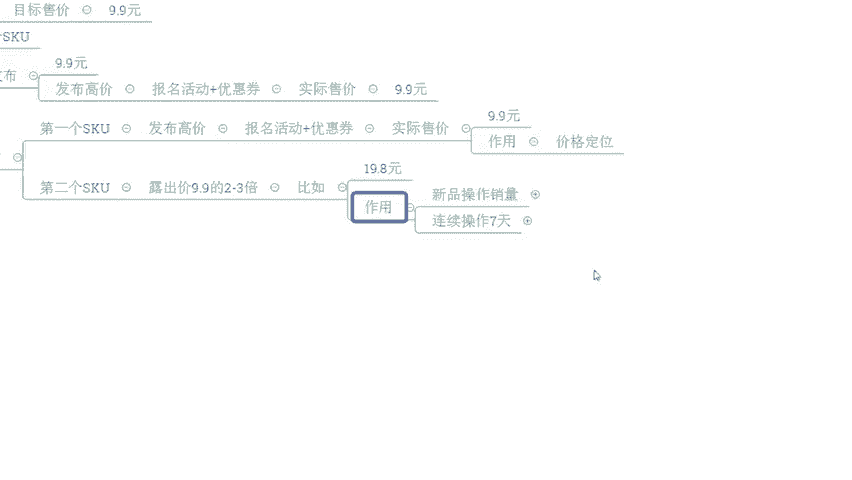 目标售价 9.9元
SKU
布
9.9元
发布高价 报名活动+优惠券 实际售价 9.9元
第一个SKU 发布高价 报名活动+优惠券 实际售价
9.9元
作用 价格定位
第二个SKU 露出价9.9的2-3倍 比如
19.8元
作用
新品操作销量
连续操作7天